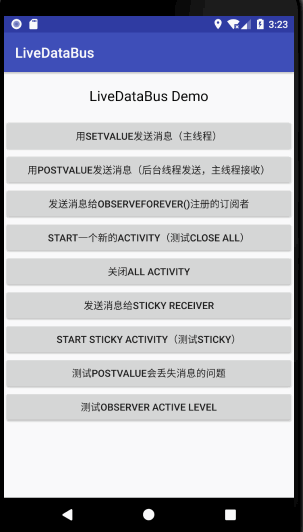 3:23
LiveDataBus
LiveDataBus Demo
用SETVALUE发送消息（主线程）
用POSTVALUE发送消息（后台线程发送，主线程接收）
发送消息给OBSERVEFOREVER()注册的订阅者
START一个新的ACTIVITY（测试CLOSE ALL）
关闭ALL ACTIVITY
发送消息给STICKY RECEIVER
START STICKY ACTIVITY（测试STICKY）
测试POSTVALUE会丢失消息的问题
测试OBSERVER ACTIVE LEVEL